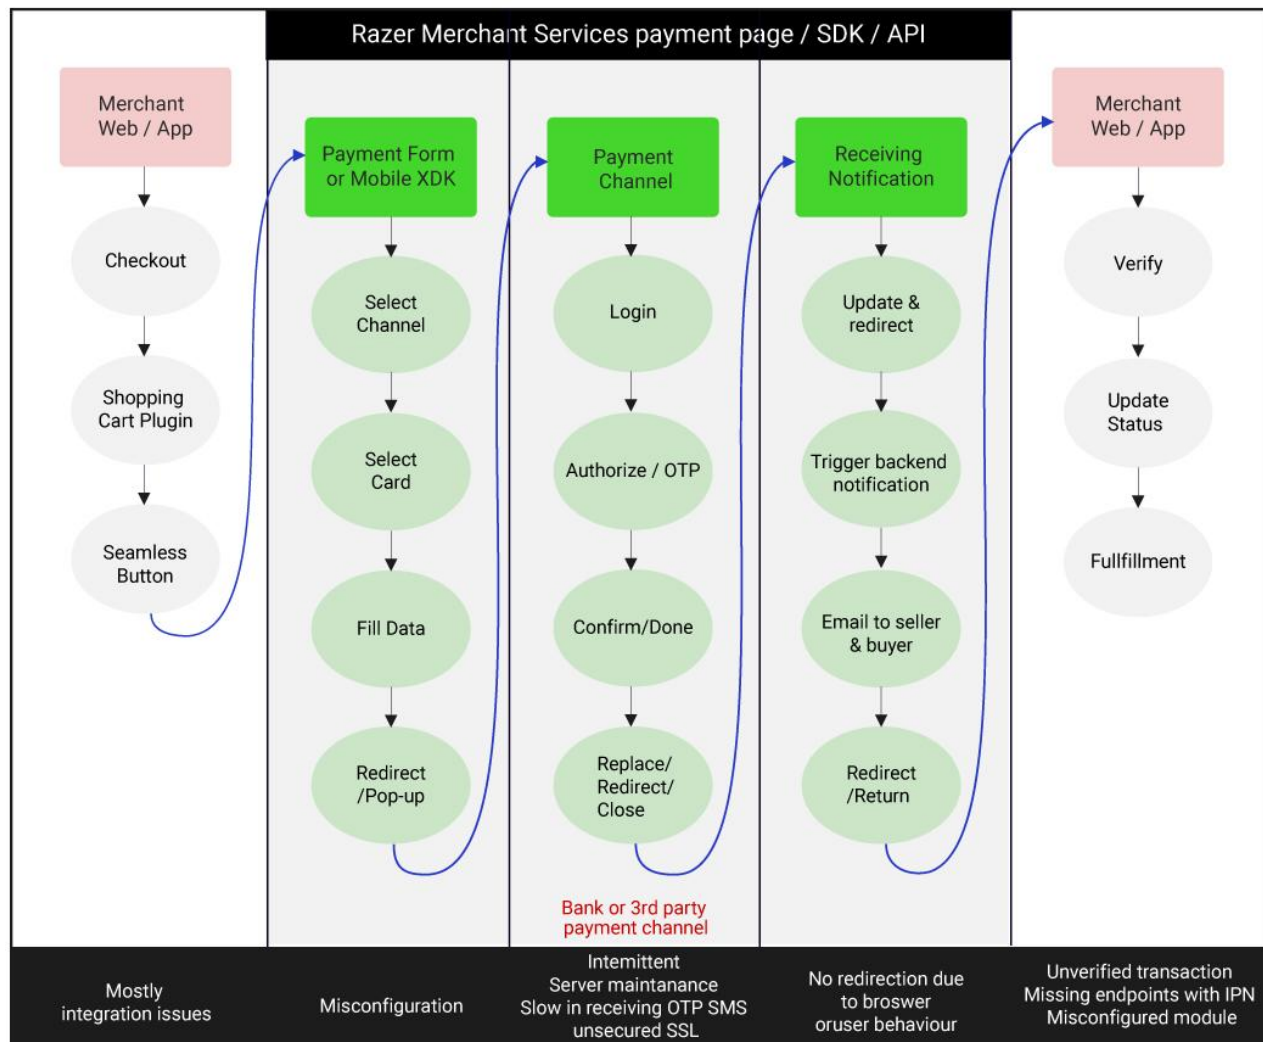 Razer Merchant Services payment page / SDK / API
Merchant
Web / App
Checkout
Shopping
Cart Plugin
Seamless
Button
Mostly
integration issues
Payment Form
or Mobile XDK
Select
Channel
Select
Card
Fill Data
Redirect
/Pop-up
Misconfiguration
Payment
Channel
Login
Authorize / OTP
Confirm/Done
Replace/
Redirect/
Close
Bank or 3rd party
payment channel
Intemittent
Server maintanance
Slow in receiving OTP SMS
unsecured SSL
Receiving
Notification
Update &
redirect
Trigger backend
notification
Email to seller
& buyer
Redirect
/Return
No redirection due
to broswer
oruser behaviour
Merchant
Web / App
Verify
Update
Status
Fullfillment
Unverified transaction
Missing endpoints with IPN
Misconfigured module